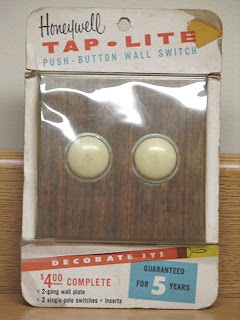 Honeywell
TAP-LITE
PUSH-BUTTON WALL SWITCH
DECORATE IT!
$4.00 COMPLETE
• 2-gang wall plate
• 2 single-pole switches • inserts
GUARANTEED
FOR 5 YEARS